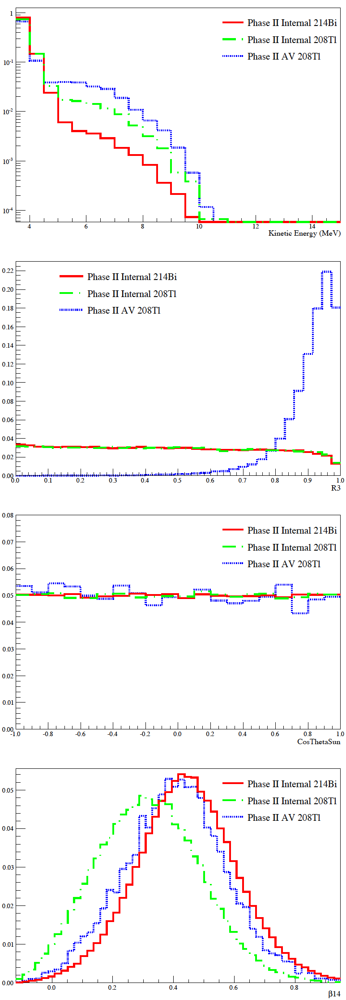 1
Phase II Internal 214Bi
Phase II Internal 208Tl
Phase II AV 208Tl
10-1
10-2
10-3
10-4
4 6 8 10 12 14
Kinetic Energy (MeV)
0.22
Phase II Internal 214Bi
0.20
Phase II Internal 208Tl
0.18
Phase II AV 208Tl
0.16
0.14
0.12
0.10
0.08
0.06
0.04
0.02
0.00
0.0 0.1 0.2 0.3 0.4 0.5 0.6 0.7 0.8 0.9 1.0
R3
0.08
Phase II Internal 214Bi
0.07
Phase II Internal 208Tl
Phase II AV 208Tl
0.06
0.05
0.04
0.03
0.02
0.01
0.00
-1.0 -0.8 -0.6 -0.4 -0.2 0.0 0.2 0.4 0.6 0.8 1.0
CosThetaSun
Phase II Internal 214Bi
0.05
Phase II Internal 208Tl
Phase II AV 208Tl
0.04
0.03
0.02
0.01
0.00
0.0 0.2 0.4 0.6 0.8
β14